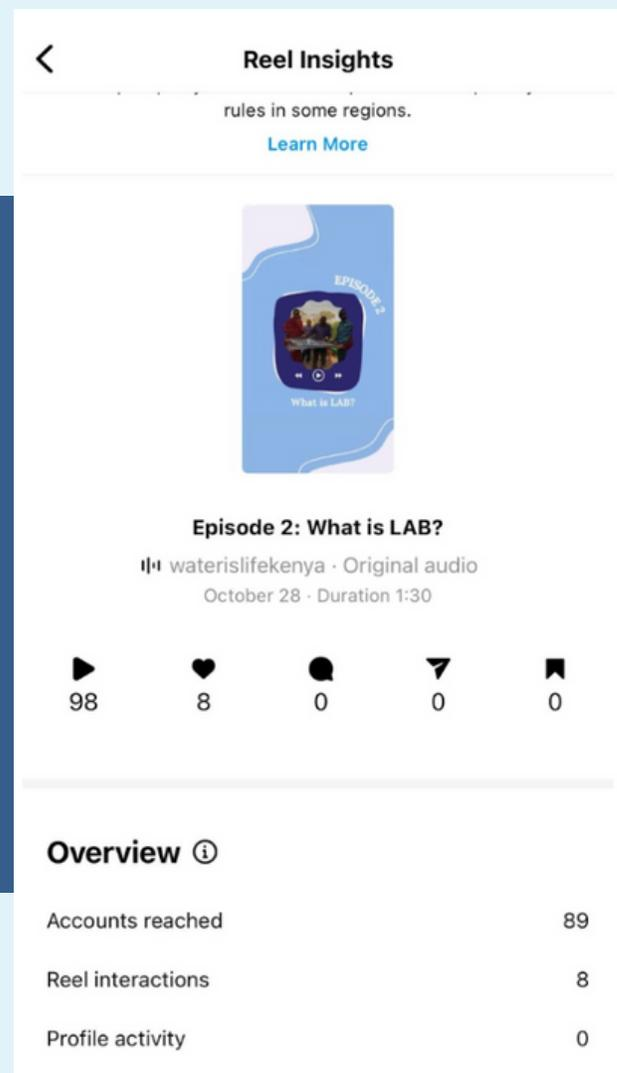 Reel Insights
rules in some regions.
Learn More
EPISODE 2
What is LAB?
Episode 2: What is LAB?
waterislifekenya · Original audio
October 28 · Duration 1:30
98 8 0 0 0
Overview
Accounts reached 89
Reel interactions 8
Profile activity 0